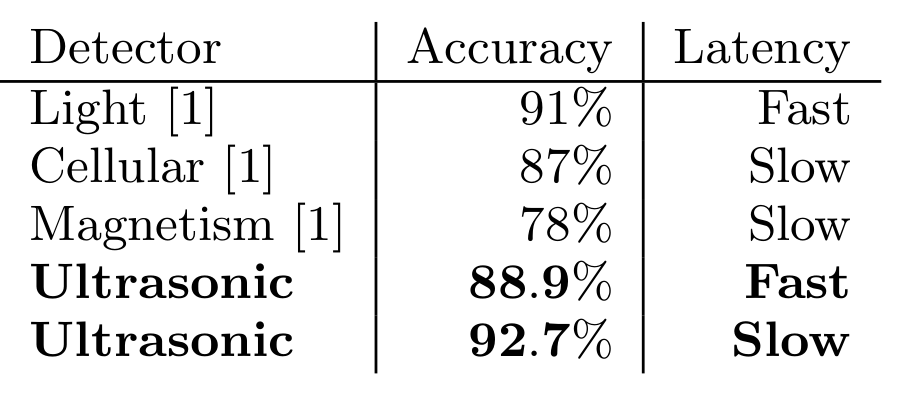 Detector Accuracy Latency
Light [1] 91% Fast
Cellular [1] 87% Slow
Magnetism [1] 78% Slow
Ultrasonic 88.9% Fast
Ultrasonic 92.7% Slow